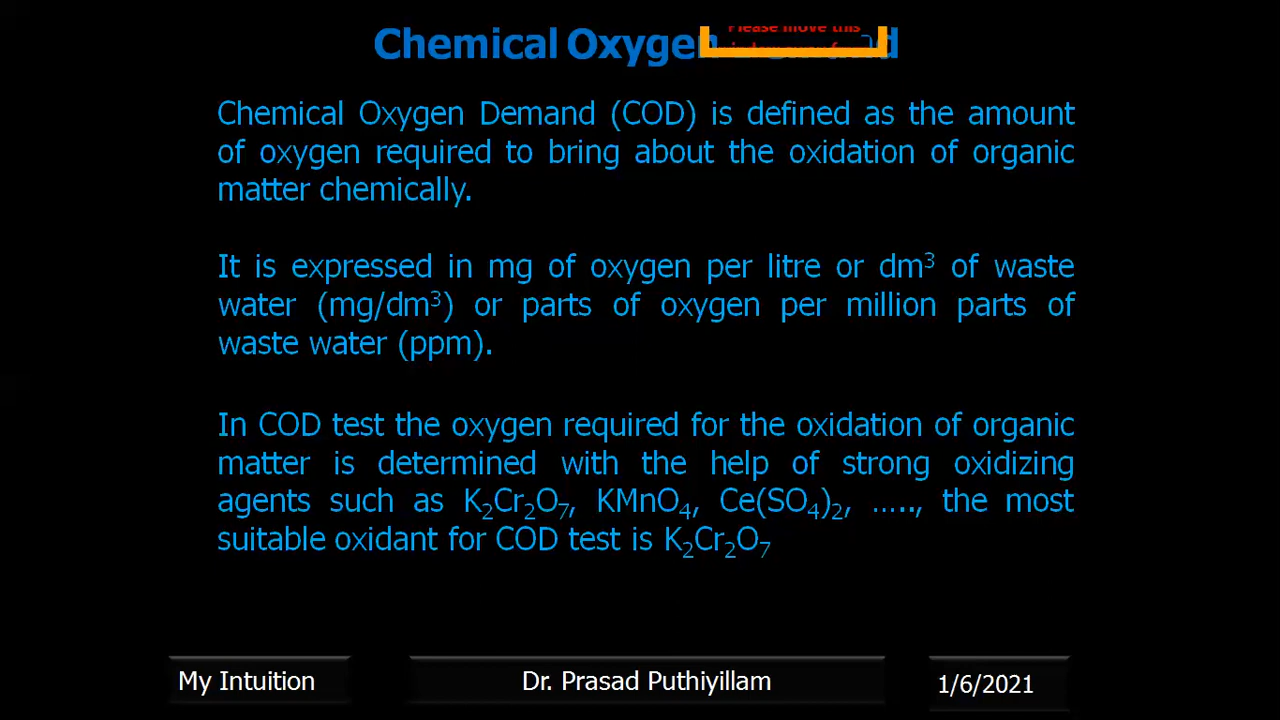 Chemical Oxygen
Please move this
Chemical Oxygen Demand (COD) is defined as the amount
of oxygen required to bring about the oxidation of organic
matter chemically.
It is expressed in mg of oxygen per litre or dm³ of waste
water (mg/dm³) or parts of oxygen per million parts of
waste water (ppm).
In COD test the oxygen required for the oxidation of organic
matter is determined with the help of strong oxidizing
agents such as K₂Cr₂O₇, KMnO₄, Ce(SO₄)₂, ….., the most
suitable oxidant for COD test is K₂Cr₂O₇
My Intuition
Dr. Prasad Puthiyillam
1/6/2021